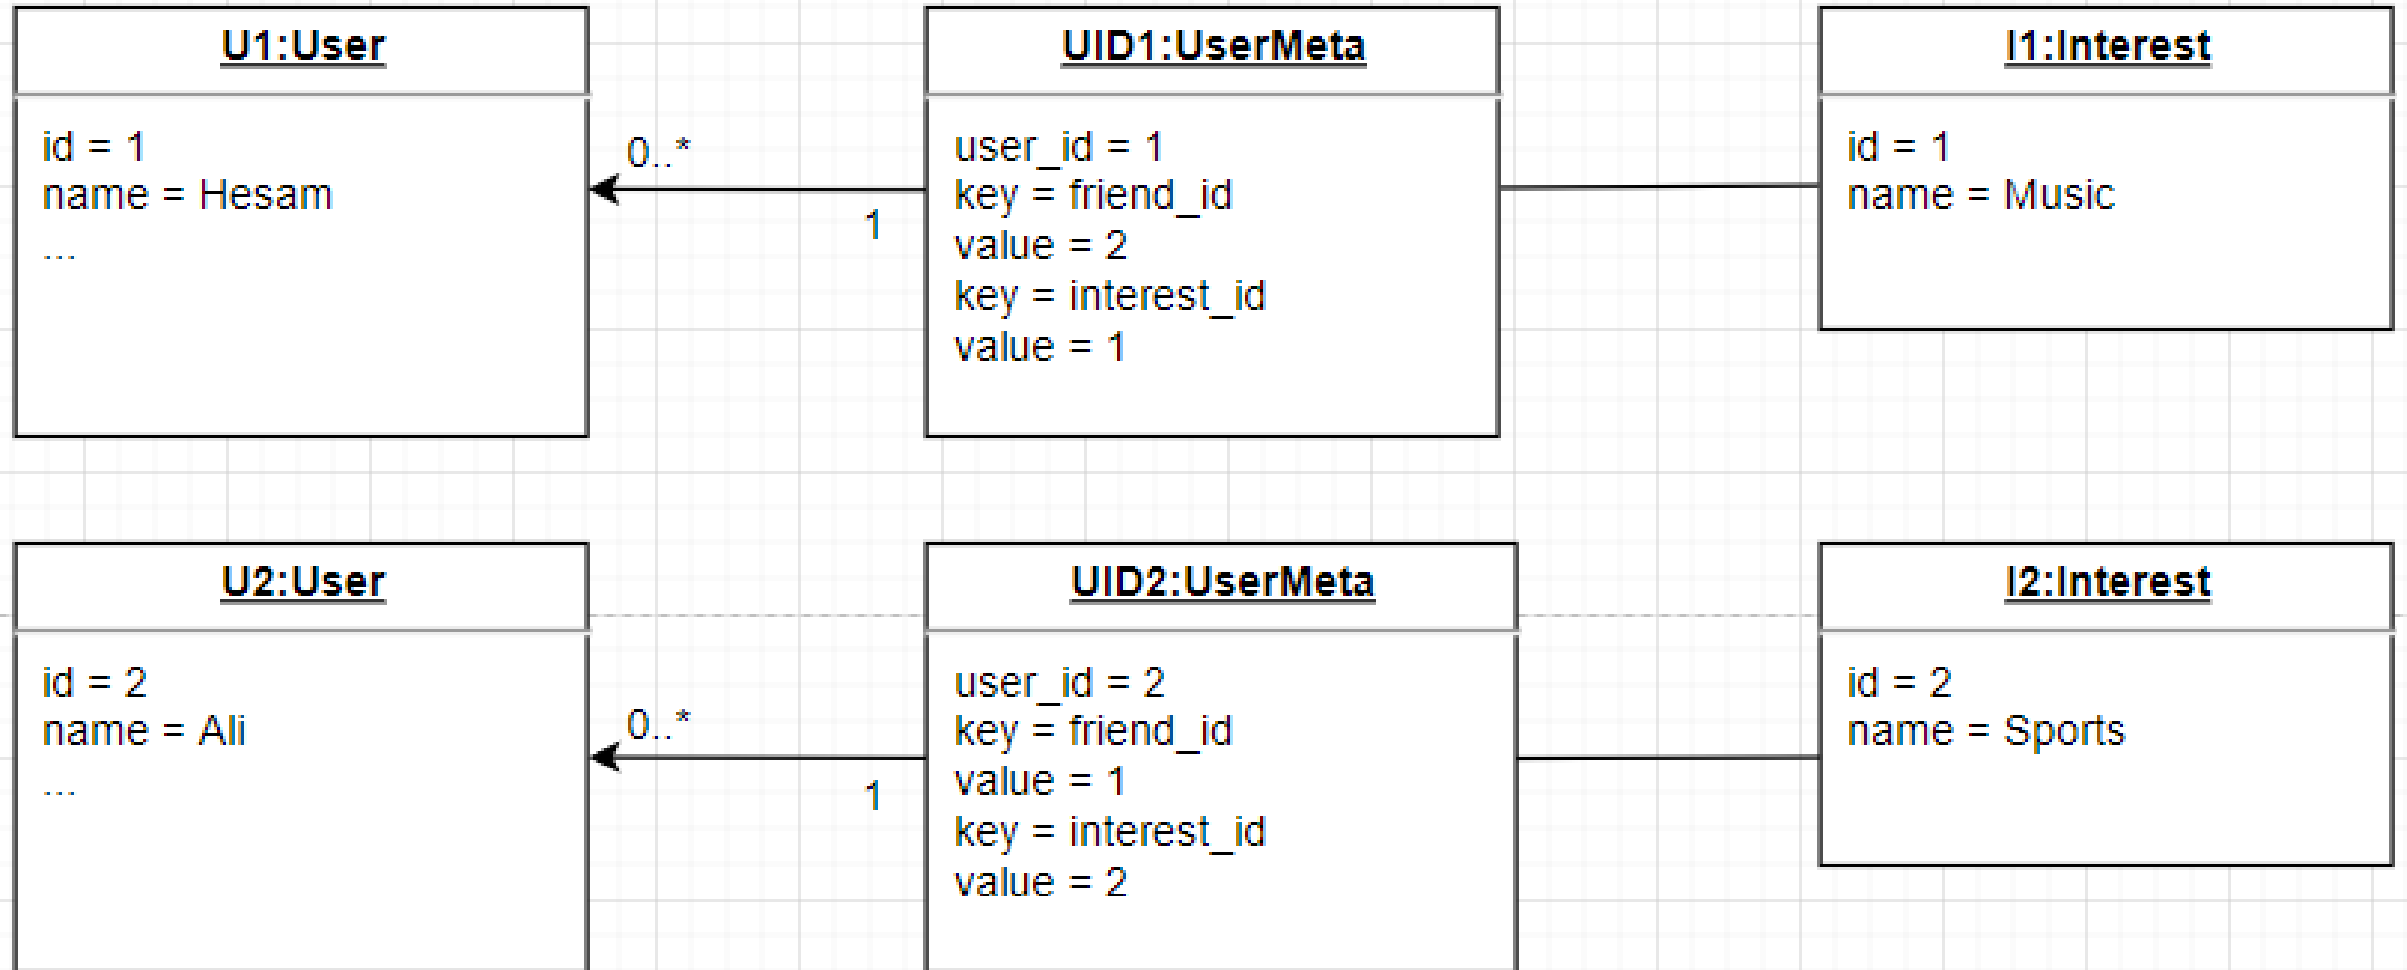 U1:User
id = 1
name = Hesam
...
0..*
1
UID1:UserMeta
user_id = 1
key = friend_id
value = 2
key = interest_id
value = 1
I1:Interest
id = 1
name = Music
U2:User
id = 2
name = Ali
...
0..*
1
UID2:UserMeta
user_id = 2
key = friend_id
value = 1
key = interest_id
value = 2
I2:Interest
id = 2
name = Sports